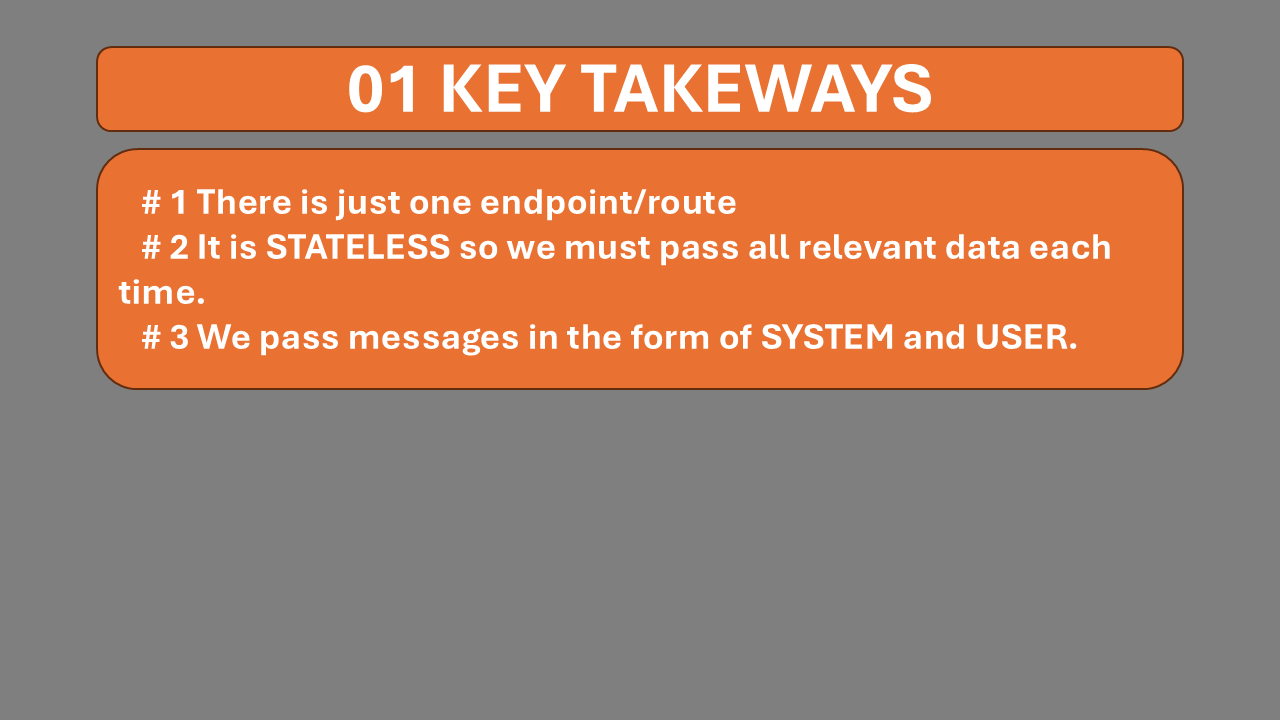 01 KEY TAKEWAYS
# 1 There is just one endpoint/route
# 2 It is STATELESS so we must pass all relevant data each
time.
# 3 We pass messages in the form of SYSTEM and USER.